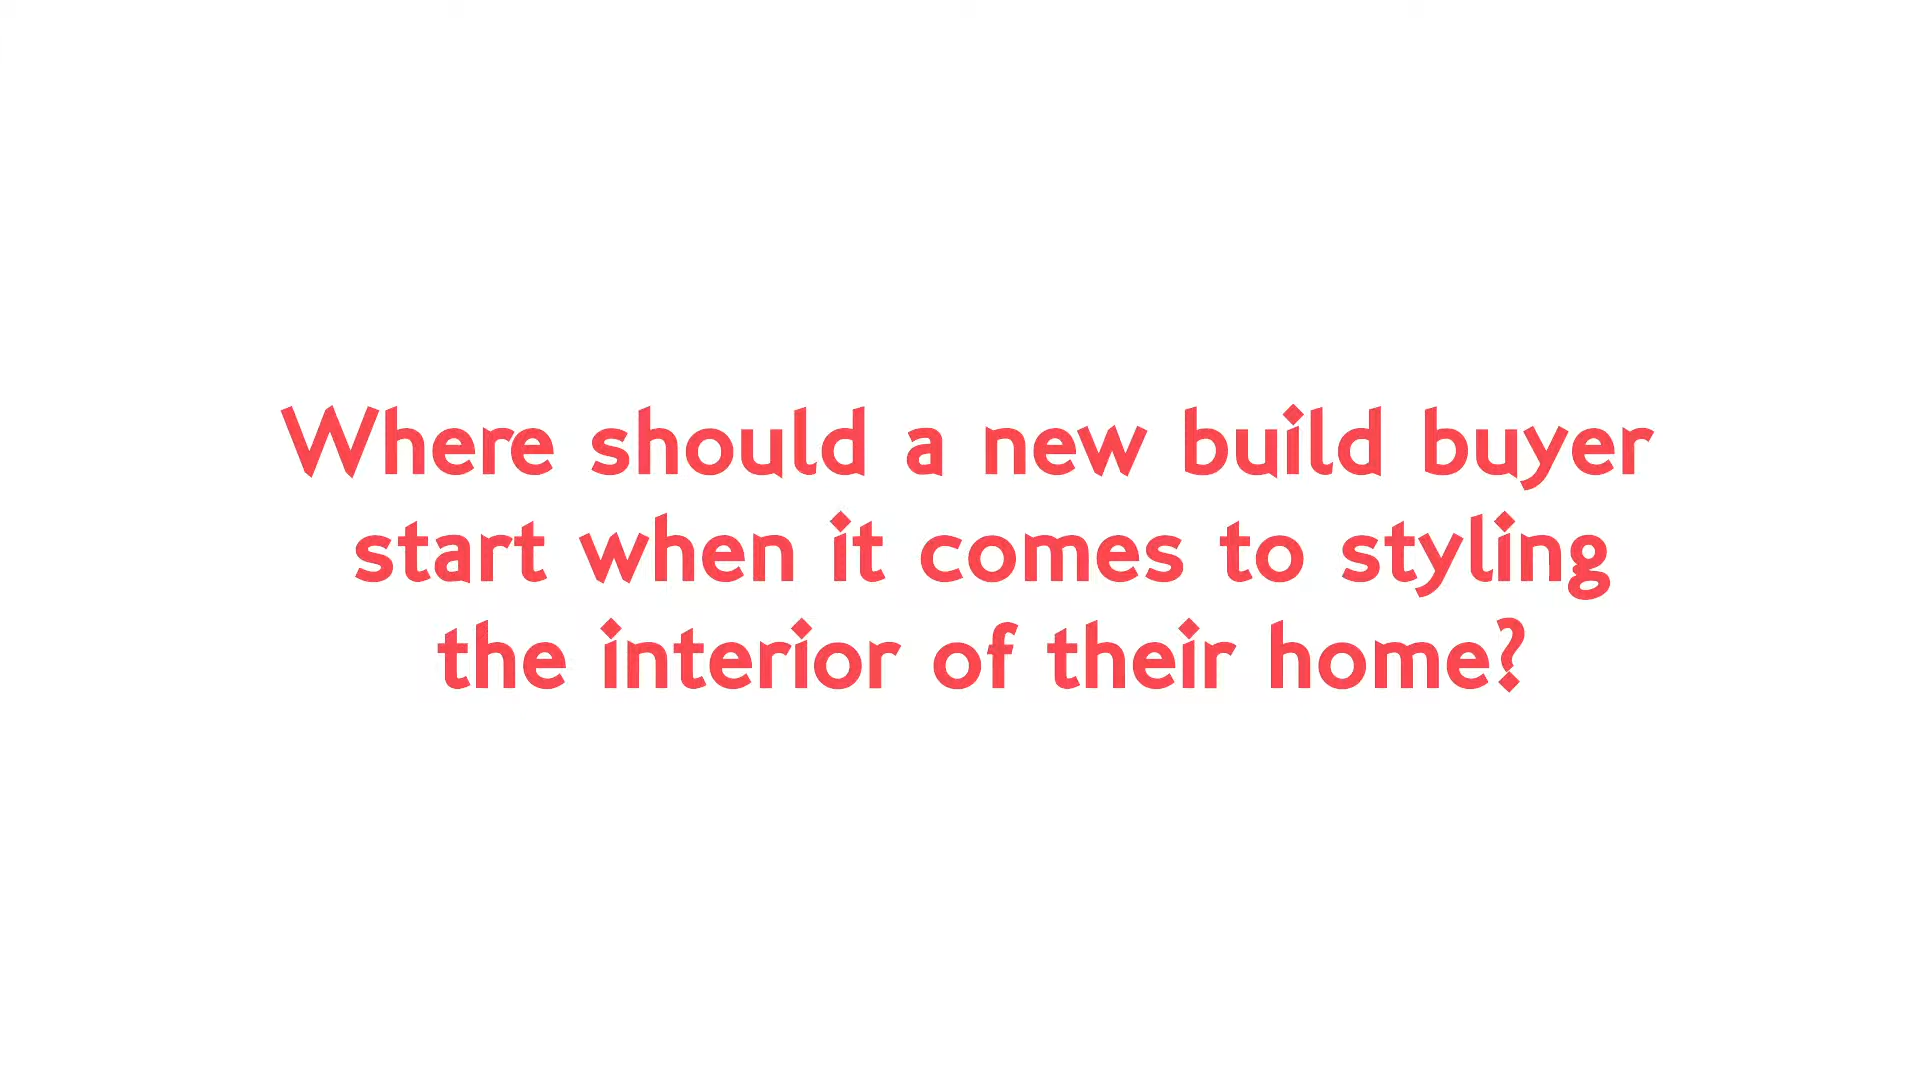 Where should a new build buyer
start when it comes to styling
the interior of their home?